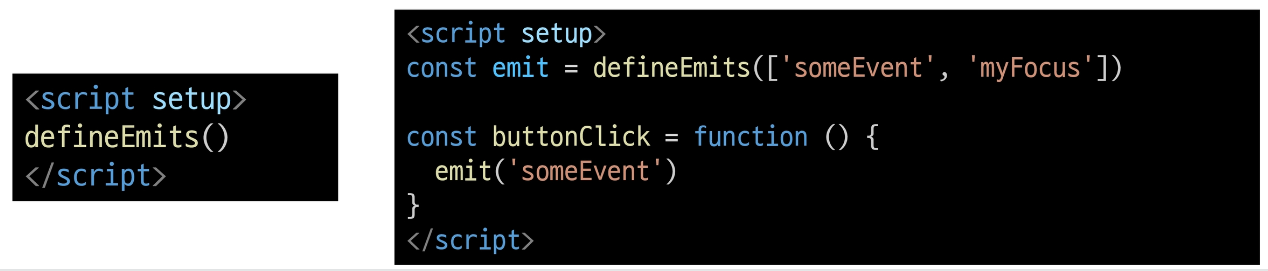 <script setup>
defineEmits()
</script>
<script setup>
const emit = defineEmits(['someEvent', 'myFocus'])

const buttonClick = function () {
  emit('someEvent')
}
</script>